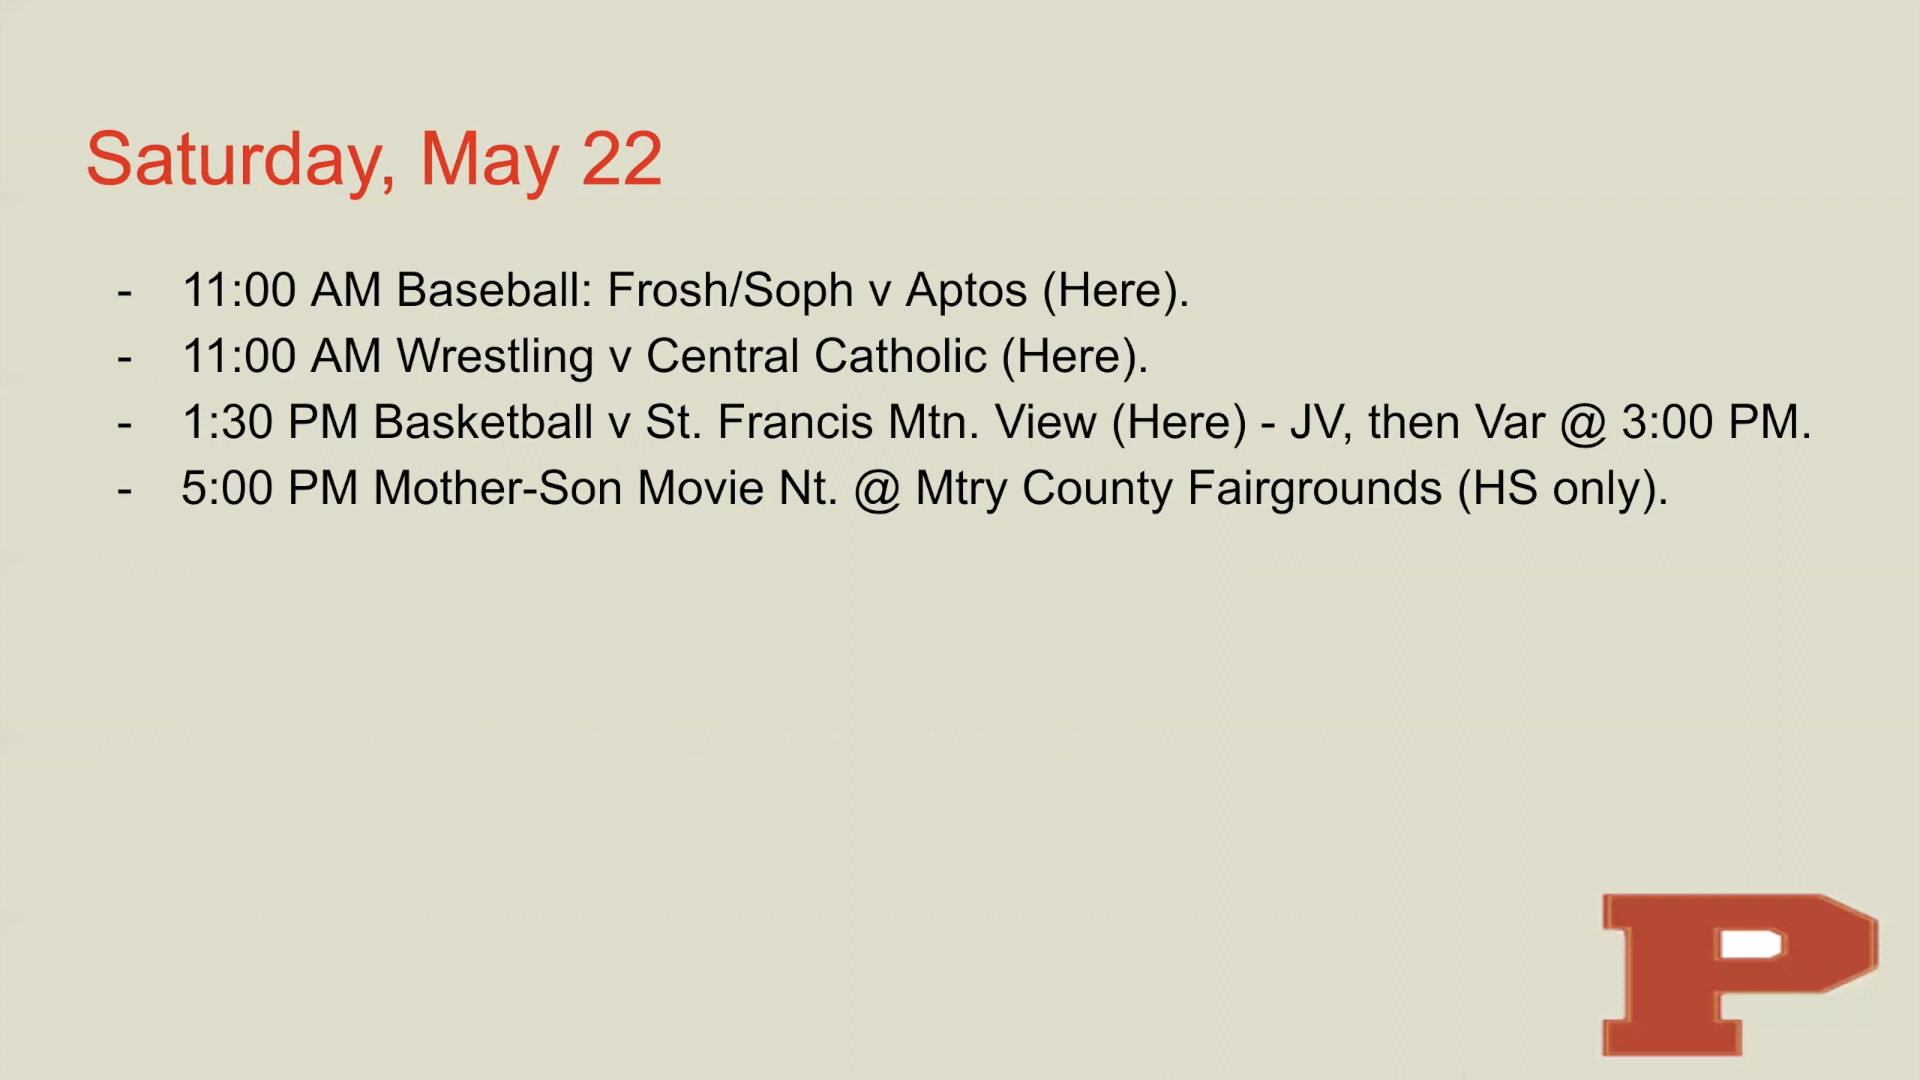 Saturday, May 22
- 11:00 AM Baseball: Frosh/Soph v Aptos (Here).
- 11:00 AM Wrestling v Central Catholic (Here).
- 1:30 PM Basketball v St. Francis Mtn. View (Here) - JV, then Var @ 3:00 PM.
- 5:00 PM Mother-Son Movie Nt. @ Mtry County Fairgrounds (HS only).
P